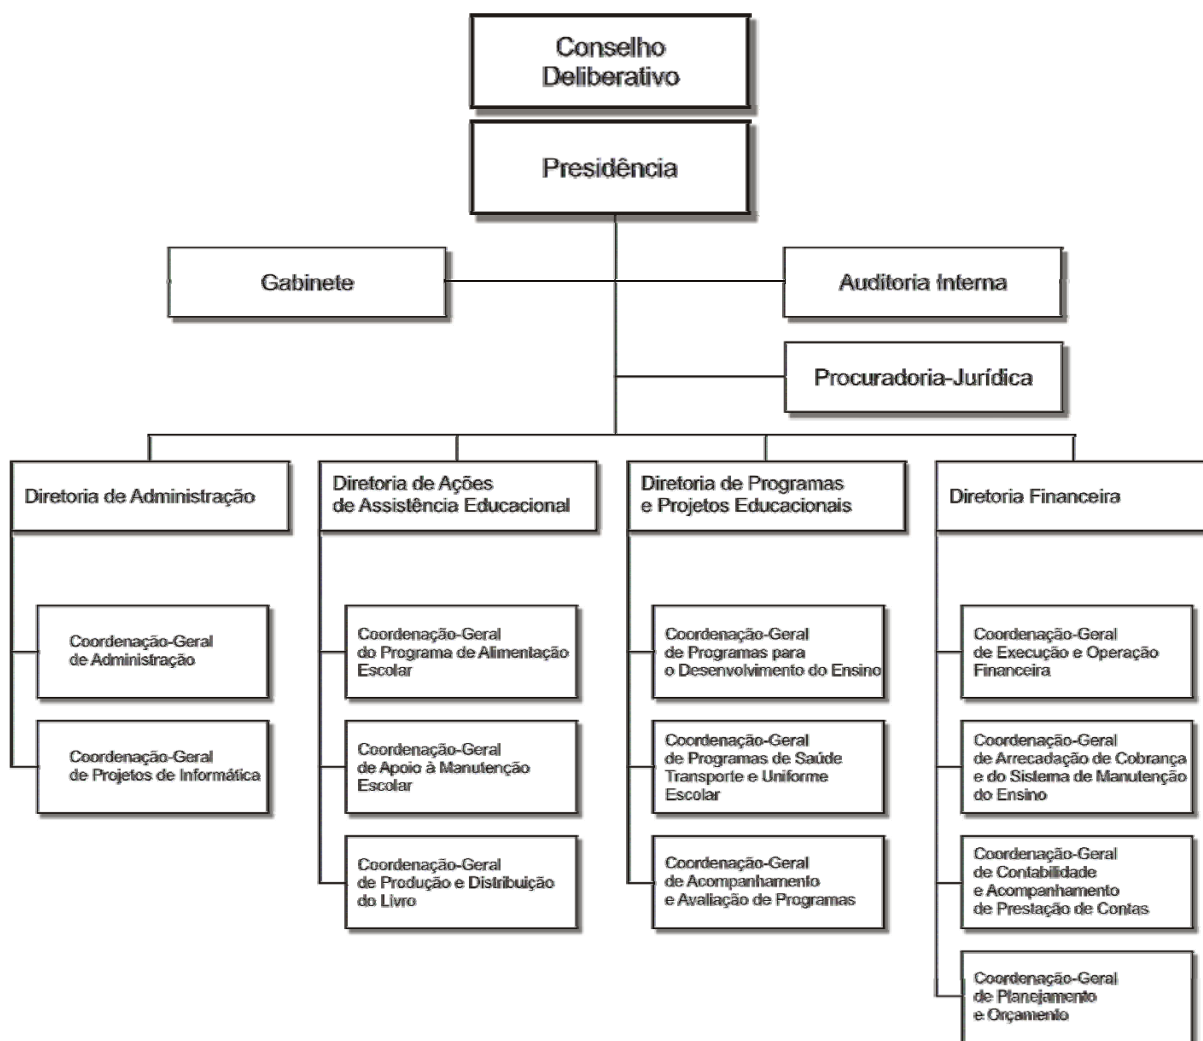 Conselho
Deliberativo
Presidência
Gabinete
Auditoria Interna
Procuradoria-Jurídica
Diretoria de Administração
Diretoria de Ações
de Assistência Educacional
Diretoria de Programas
e Projetos Educacionais
Diretoria Financeira
Coordenação-Geral
de Administração
Coordenação-Geral
de Projetos de Informática
Coordenação-Geral
do Programa de Alimentação
Escolar
Coordenação-Geral
de Apoio à Manutenção
Escolar
Coordenação-Geral
de Produção e Distribuição
do Livro
Coordenação-Geral
de Programas para
o Desenvolvimento do Ensino
Coordenação-Geral
de Programas de Saúde
Transporte e Uniforme
Escolar
Coordenação-Geral
de Acompanhamento
e Avaliação de Programas
Coordenação-Geral
de Execução e Operação
Financeira
Coordenação-Geral
de Arrecadação de Cobrança
e do Sistema de Manutenção
do Ensino
Coordenação-Geral
de Contabilidade
e Acompanhamento
de Prestação de Contas
Coordenação-Geral
de Planejamento
e Orçamento